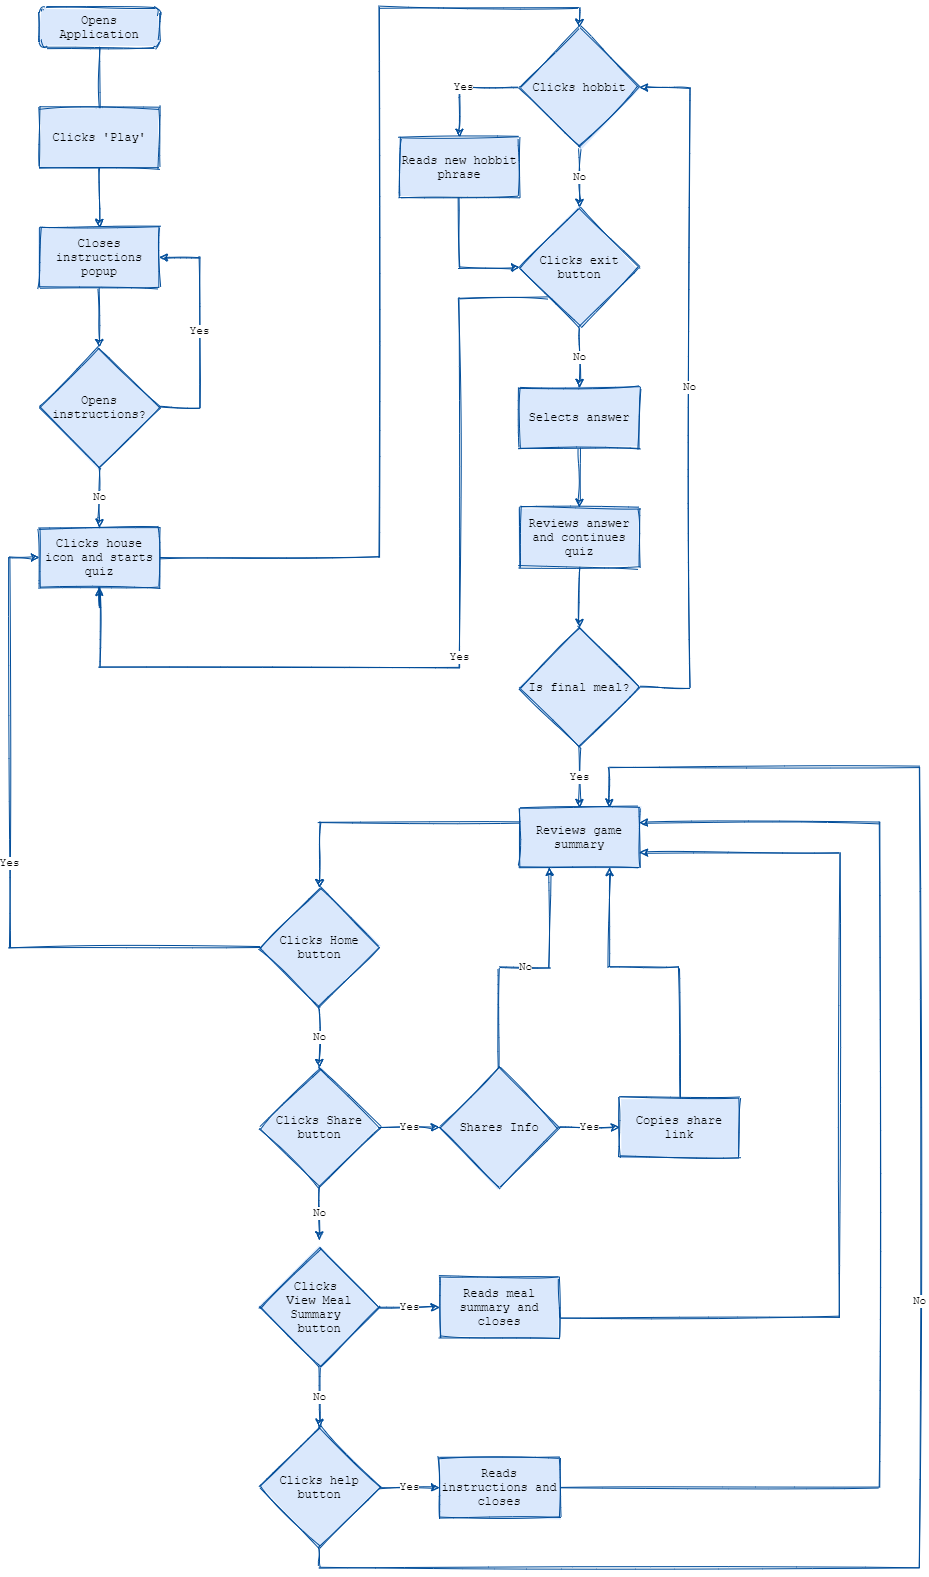 Opens
Application
Clicks 'Play'
Closes
instructions
popup
Yes
Opens
instructions?
No
Clicks house
icon and starts
quiz
Clicks hobbit
Yes
Reads new hobbit
phrase
No
Clicks exit
button
No
Selects answer
No
Reviews answer
and continues
quiz
Yes
Is final meal?
Yes
Reviews game
summary
Yes
Clicks Home
button
No
No
Clicks Share
button
Yes
Shares Info
Yes
Copies share
link
No
Clicks
View Meal
Summary
button
Yes
Reads meal
summary and
closes
No
No
Clicks help
button
Yes
Reads
instructions and
closes